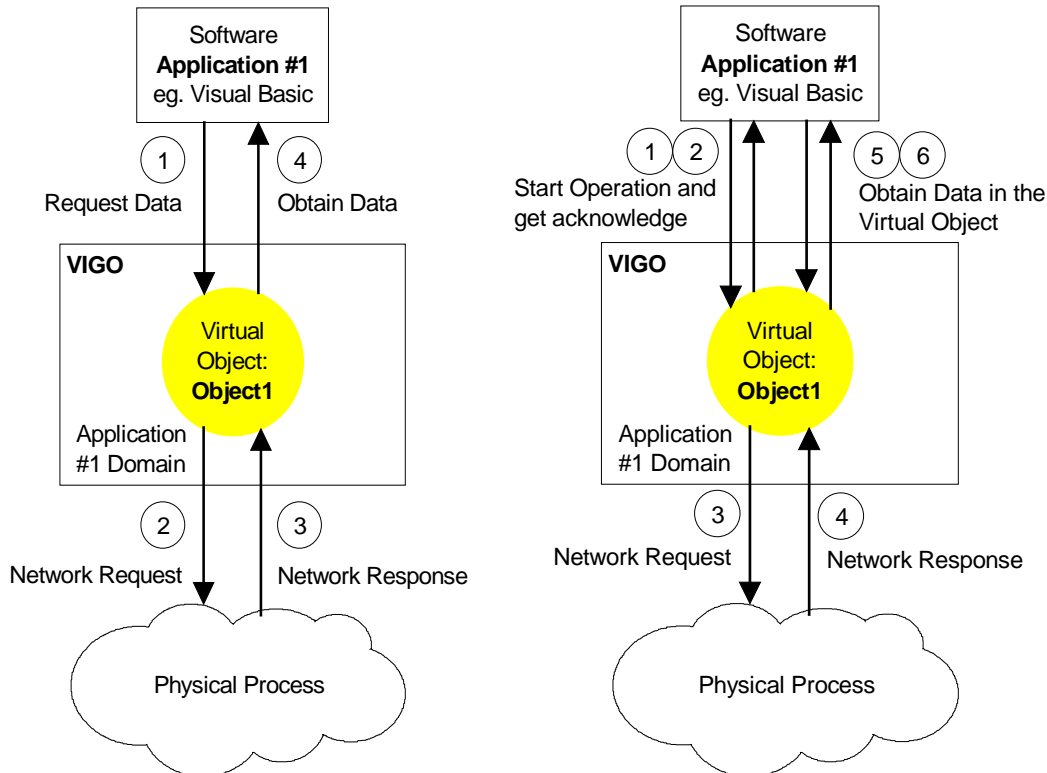 Software
Application #1
eg. Visual Basic
1
4
Request Data
Obtain Data
VIGO
Virtual
Object:
Object1
Application
#1 Domain
2
3
Network Request
Network Response
Physical Process
Software
Application #1
eg. Visual Basic
1
2
5
6
Start Operation and
get acknowledge
Obtain Data in the
Virtual Object
VIGO
Virtual
Object:
Object1
Application
#1 Domain
3
4
Network Request
Network Response
Physical Process